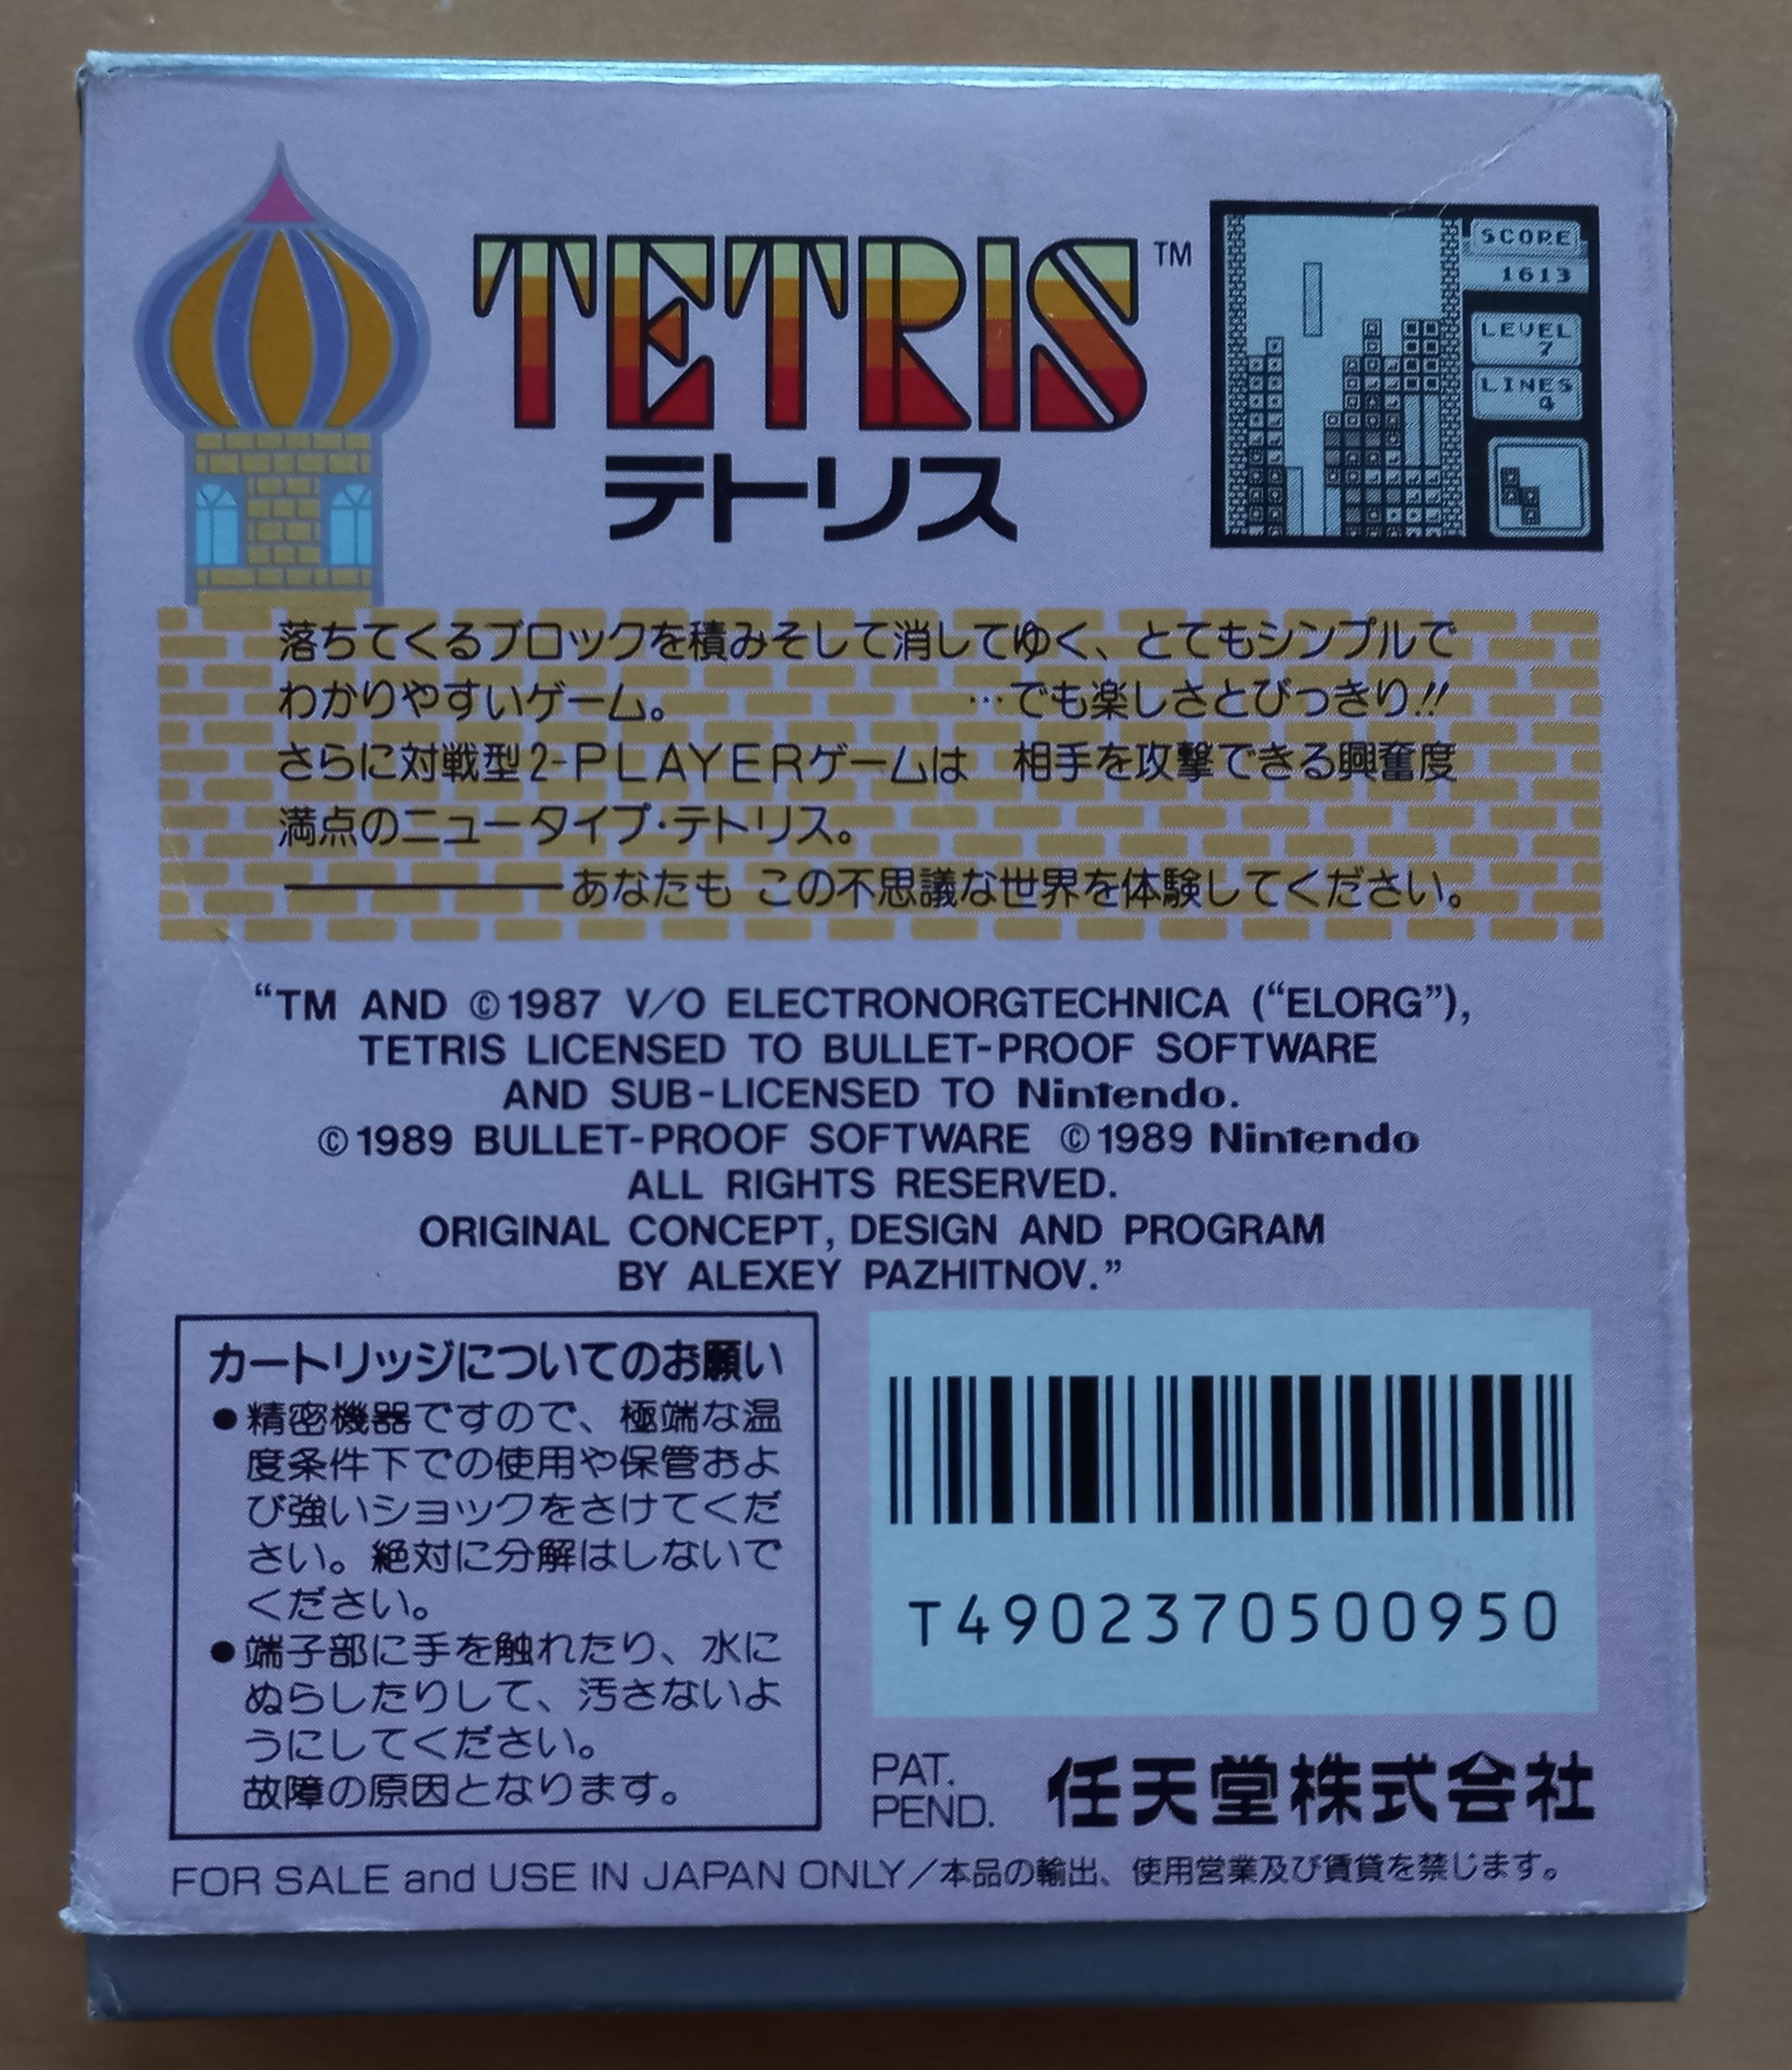 TETRIS™
テトリス
SCORE
1613
LEVEL
7
LINES
4
落ちてくるブロックを積みそして消してゆく、とてもシンプルで
わかりやすいゲーム。 …でも楽しさとびっきり!!
さらに対戦型2-PLAYERゲームは 相手を攻撃できる興奮度
満点のニュータイプ・テトリス。
――――あなたも この不思議な世界を体験してください。
“TM AND ©1987 V/O ELECTRONORGTECHNICA (“ELORG”),
TETRIS LICENSED TO BULLET-PROOF SOFTWARE
AND SUB-LICENSED TO Nintendo.
©1989 BULLET-PROOF SOFTWARE ©1989 Nintendo
ALL RIGHTS RESERVED.
ORIGINAL CONCEPT, DESIGN AND PROGRAM
BY ALEXEY PAZHITNOV.”
カートリッジについてのお願い
●精密機器ですので、極端な温
度条件下での使用や保管およ
び強いショックをさけてくだ
さい。絶対に分解はしないで
ください。
●端子部に手を触れたり、水に
ぬらしたりして、汚さないよ
うにしてください。
故障の原因となります。
T4902370500950
PAT.
PEND.
任天堂株式会社
FOR SALE and USE IN JAPAN ONLY/本品の輸出、使用営業及び賃貸を禁じます。